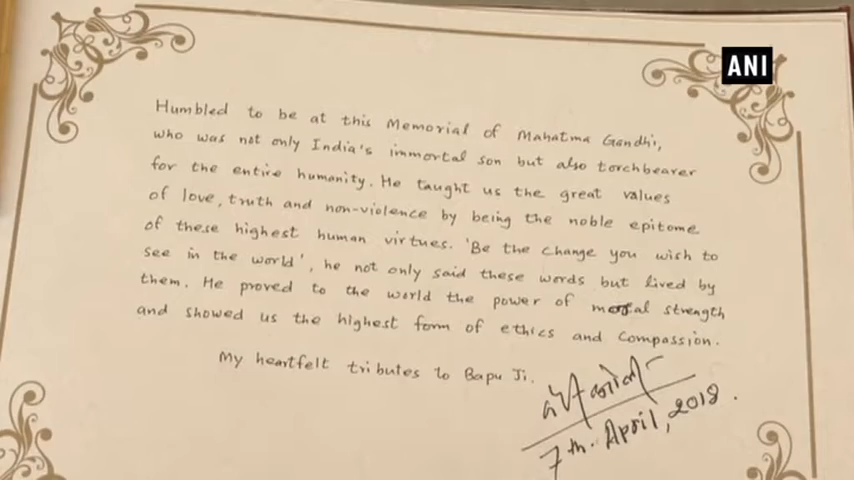 ANI
Humbled to be at this Memorial of Mahatma Gandhi,
who was not only India's immortal son but also torchbearer
for the entire humanity. He taught us the great values
of love, truth and non-violence by being the noble epitome
of these highest human virtues. 'Be the change you wish to
see in the world', he not only said these words but lived by
them. He proved to the world the power of moral strength
and showed us the highest form of ethics and compassion.
My heartfelt tributes to Bapu Ji.
7th. April, 2018.